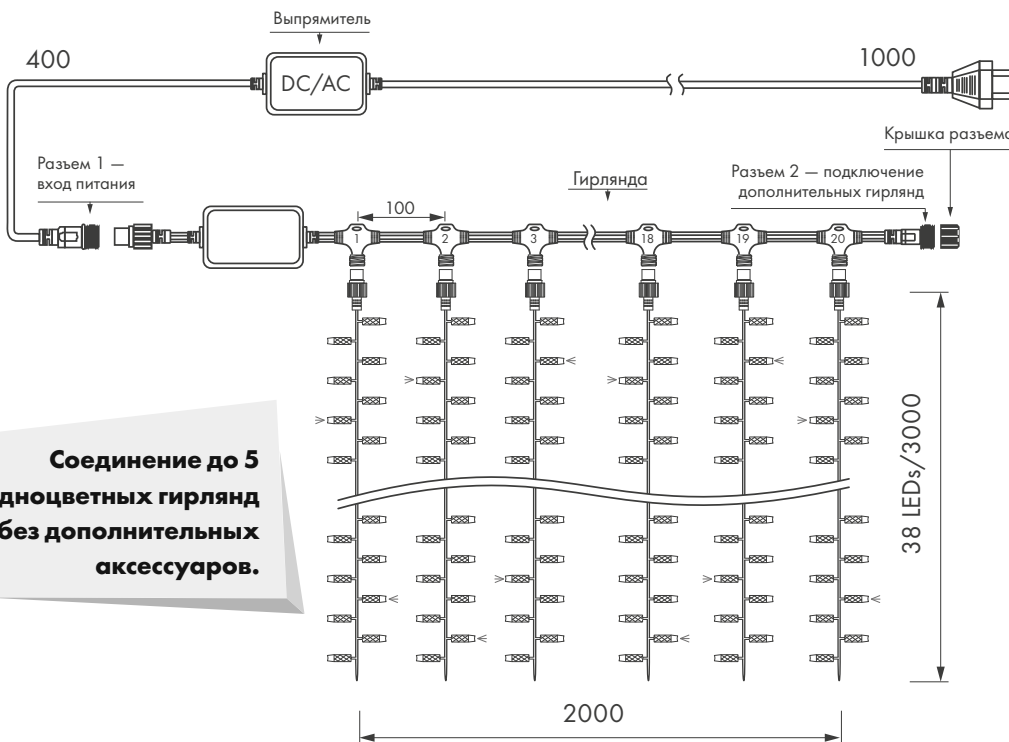 Выпрямитель
400
DC/AC
1000
Крышка разъема
Разъем 1 —
вход питания
Гирлянда
Разъем 2 — подключение
дополнительных гирлянд
100
1
2
3
18
19
20
Соединение до 5
дноцветных гирлянд
без дополнительных
аксессуаров.
38 LEDs/3000
2000